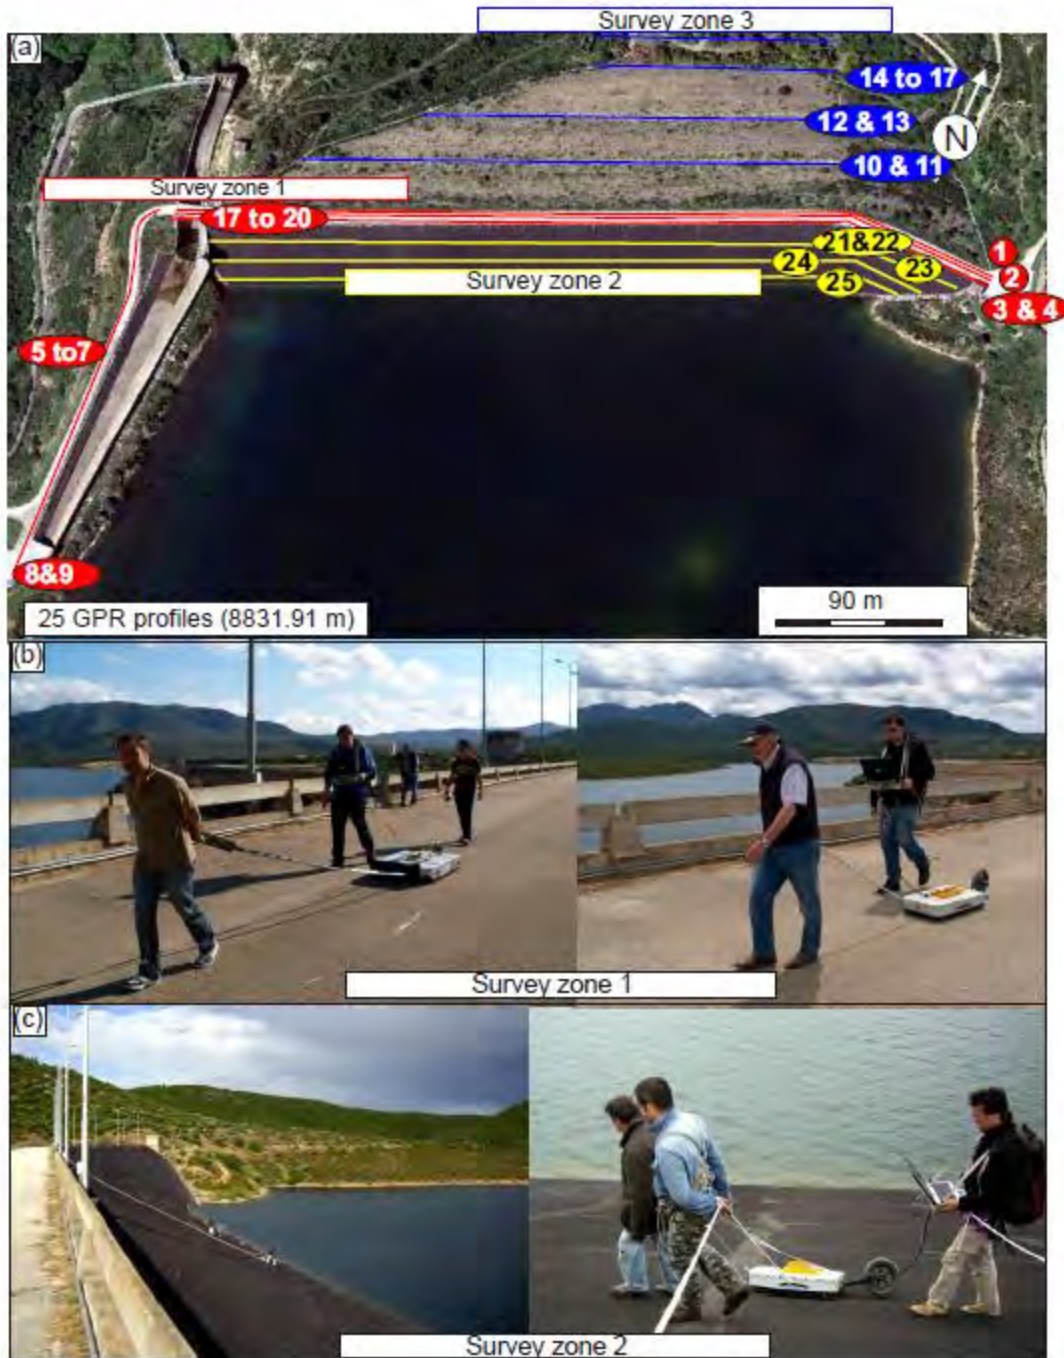 Survey zone 3
(a)
14 to 17
12 & 13
N
10 & 11
Survey zone 1
17 to 20
21&22
1
24
23
2
Survey zone 2
25
3 & 4
5 to7
8&9
25 GPR profiles (8831.91 m)
90 m
(b)
Survey zone 1
(c)
Survey zone 2